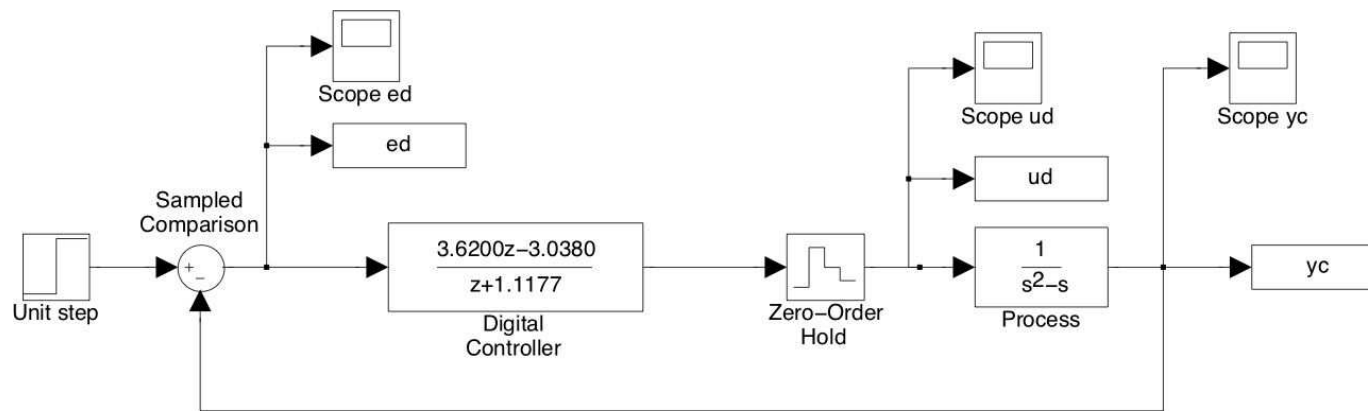 Scope ed
ed
Sampled
Comparison
+
−
Unit step
3.6200z−3.0380
z+1.1177
Digital
Controller
Zero−Order
Hold
Scope ud
ud
1
s²−s
Process
Scope yc
yc